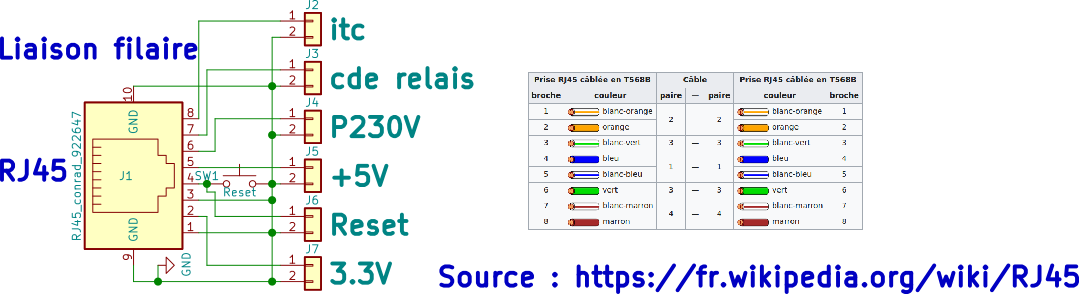 Liaison filaire
RJ45
RJ45_conrad_922647
J1
10
GND
8
7
6
5
4
3
2
1
GND
9
GND
SW1
Reset
J2
1
2
itc
J3
1
2
cde relais
J4
1
2
P230V
J5
1
2
+5V
J6
1
2
Reset
J7
1
2
3.3V
Prise RJ45 câblée en T568B Câble Prise RJ45 câblée en T568B
broche couleur paire — paire couleur broche
1 blanc-orange 2 — 2 blanc-orange 1
2 orange orange 2
3 blanc-vert 3 — 3 blanc-vert 3
4 bleu 1 — 1 bleu 4
5 blanc-bleu blanc-bleu 5
6 vert 3 — 3 vert 6
7 blanc-marron 4 — 4 blanc-marron 7
8 marron marron 8
Source : https://fr.wikipedia.org/wiki/RJ45